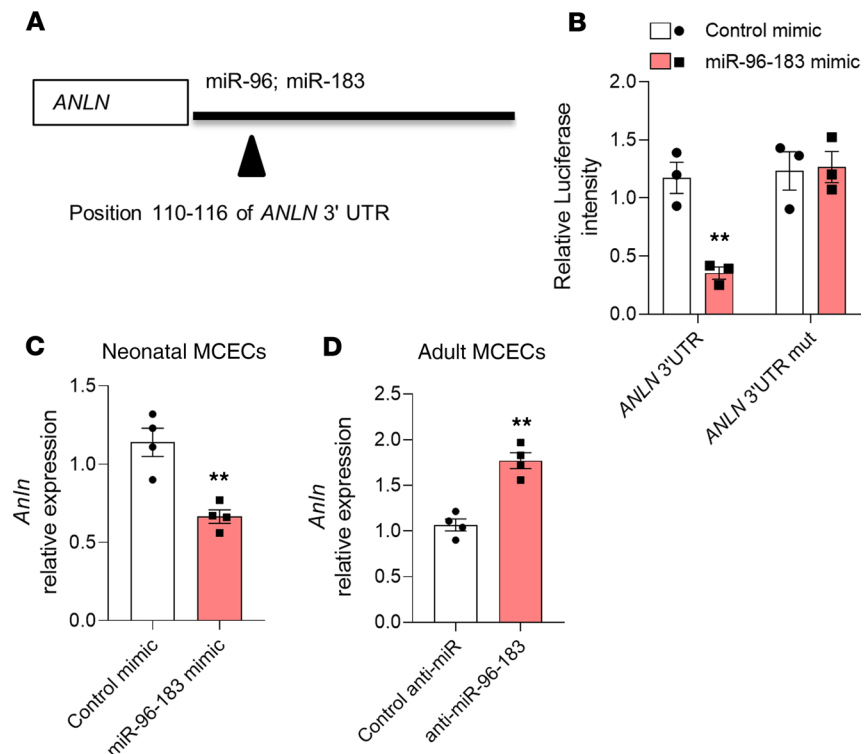 A
ANLN
miR-96; miR-183
Position 110-116 of ANLN 3' UTR
B
Control mimic
miR-96-183 mimic
Relative Luciferase
intensity
2.0
1.5
1.0
0.5
0.0
**
ANLN 3'UTR
ANLN 3'UTR mut
C
Neonatal MCECs
Anln
relative expression
1.5
1.0
0.5
0.0
**
Control mimic
miR-96-183 mimic
D
Adult MCECs
Anln
relative expression
2.5
2.0
1.5
1.0
0.5
0.0
**
Control anti-miR
anti-miR-96-183